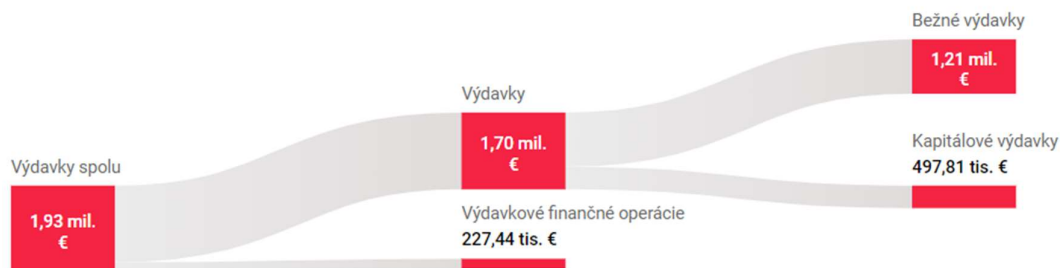 Bežné výdavky
1,21 mil.
€
Výdavky
1,70 mil.
€
Kapitálové výdavky
497,81 tis. €
Výdavky spolu
1,93 mil.
€
Výdavkové finančné operácie
227,44 tis. €